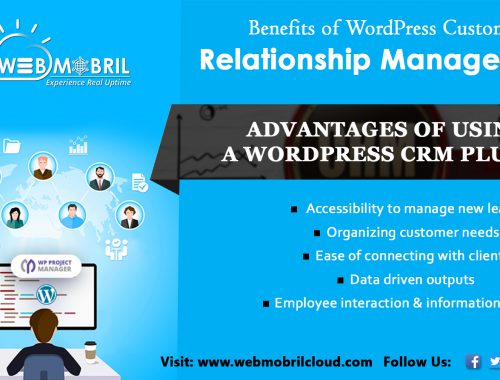 WEBMOBRIL
Experience Real Uptime
Benefits of WordPress Custom
Relationship Manage
ADVANTAGES OF USIN
A WORDPRESS CRM PLU
Accessibility to manage new lea
Organizing customer needs
Ease of connecting with client
Data driven outputs
Employee interaction & information
WP PROJECT
MANAGER
Visit: www.webmobrilcloud.com Follow Us: